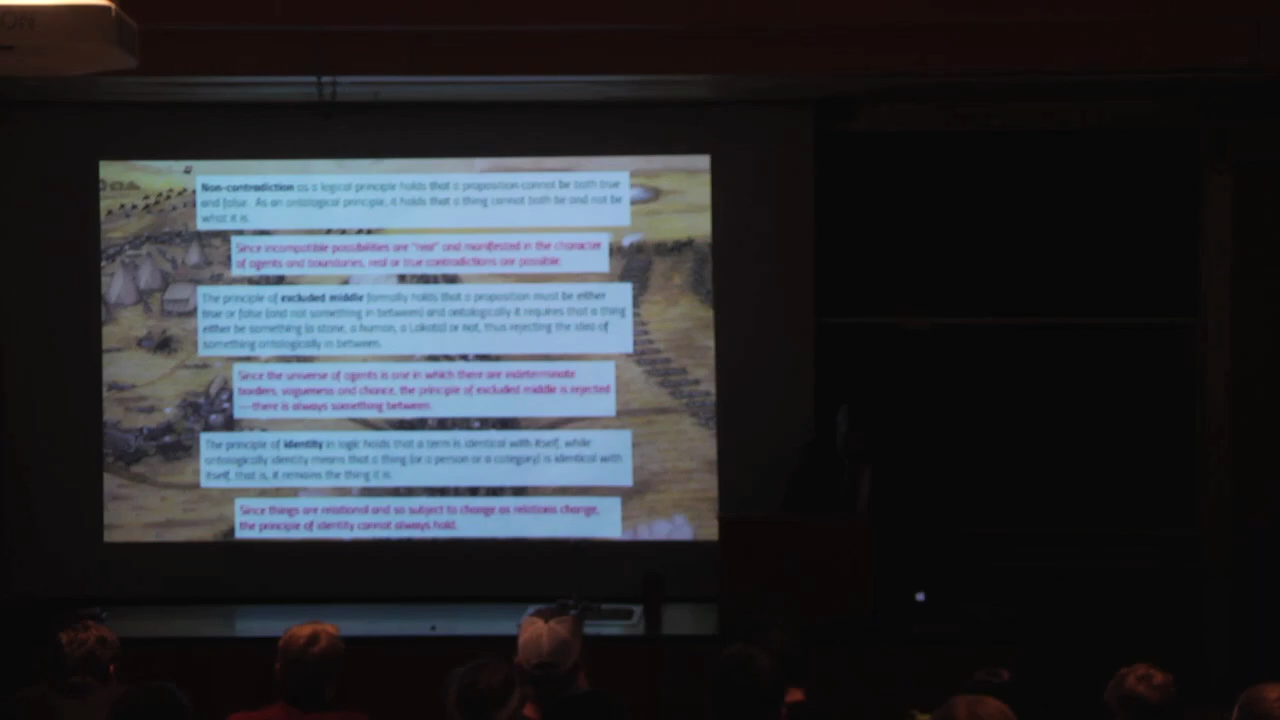 ON
Non-contradiction as a logical principle holds that a proposition cannot be both true
and false. As an ontological principle, it holds that a thing cannot both be and not be
what it is.
Since incompatible possibilities are "real" and manifested in the character
of agents and boundaries, real or true contradictions are possible.
The principle of excluded middle formally holds that a proposition must be either
true or false (and not something in between) and ontologically it requires that a thing
either be something (a stone, a human, a Lakota) or not, thus rejecting the idea of
something ontologically in between.
Since the universe of agents is one in which there are indeterminate
borders, vagueness and chance, the principle of excluded middle is rejected
—there is always something between.
The principle of identity in logic holds that a term is identical with itself, while
ontologically identity means that a thing (or a person or a category) is identical with
itself, that is, it remains the thing it is.
Since things are relational and so subject to change as relations change,
the principle of identity cannot always hold.